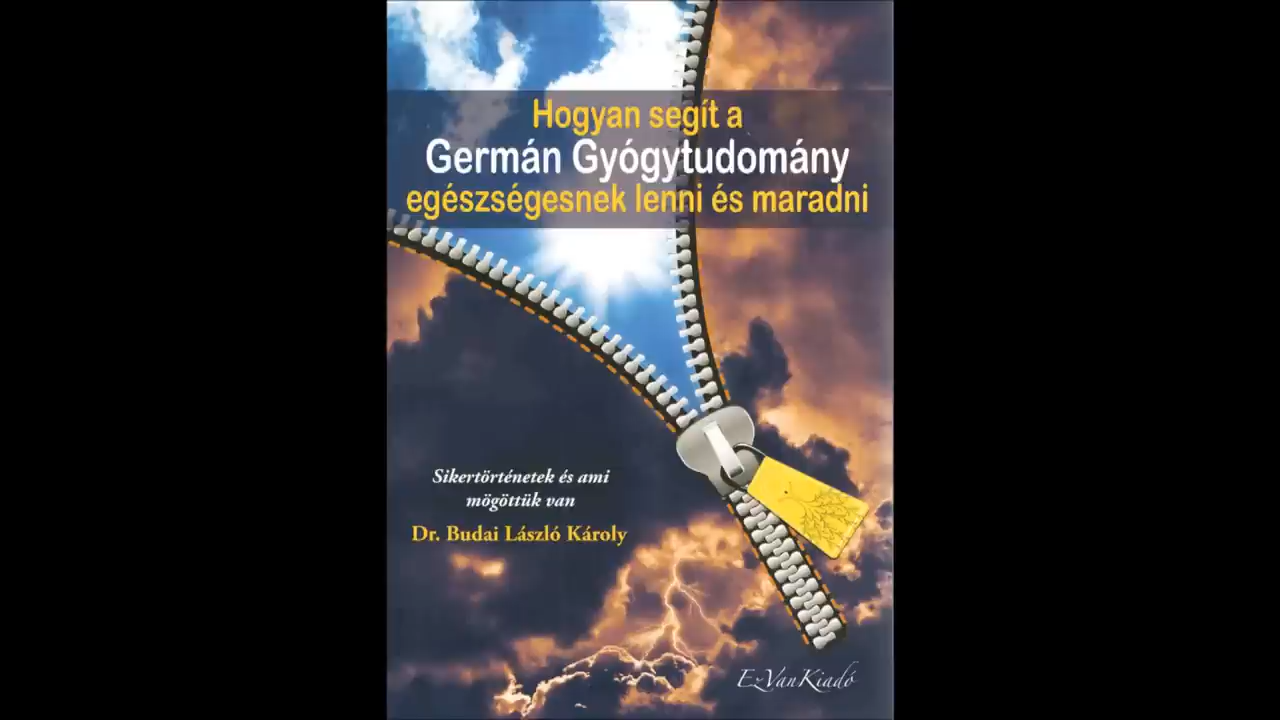 Hogyan segít a
Germán Gyógytudomány
egészségesnek lenni és maradni
Sikertörténetek és ami
mögöttük van
Dr. Budai László Károly
EzVanKiadó